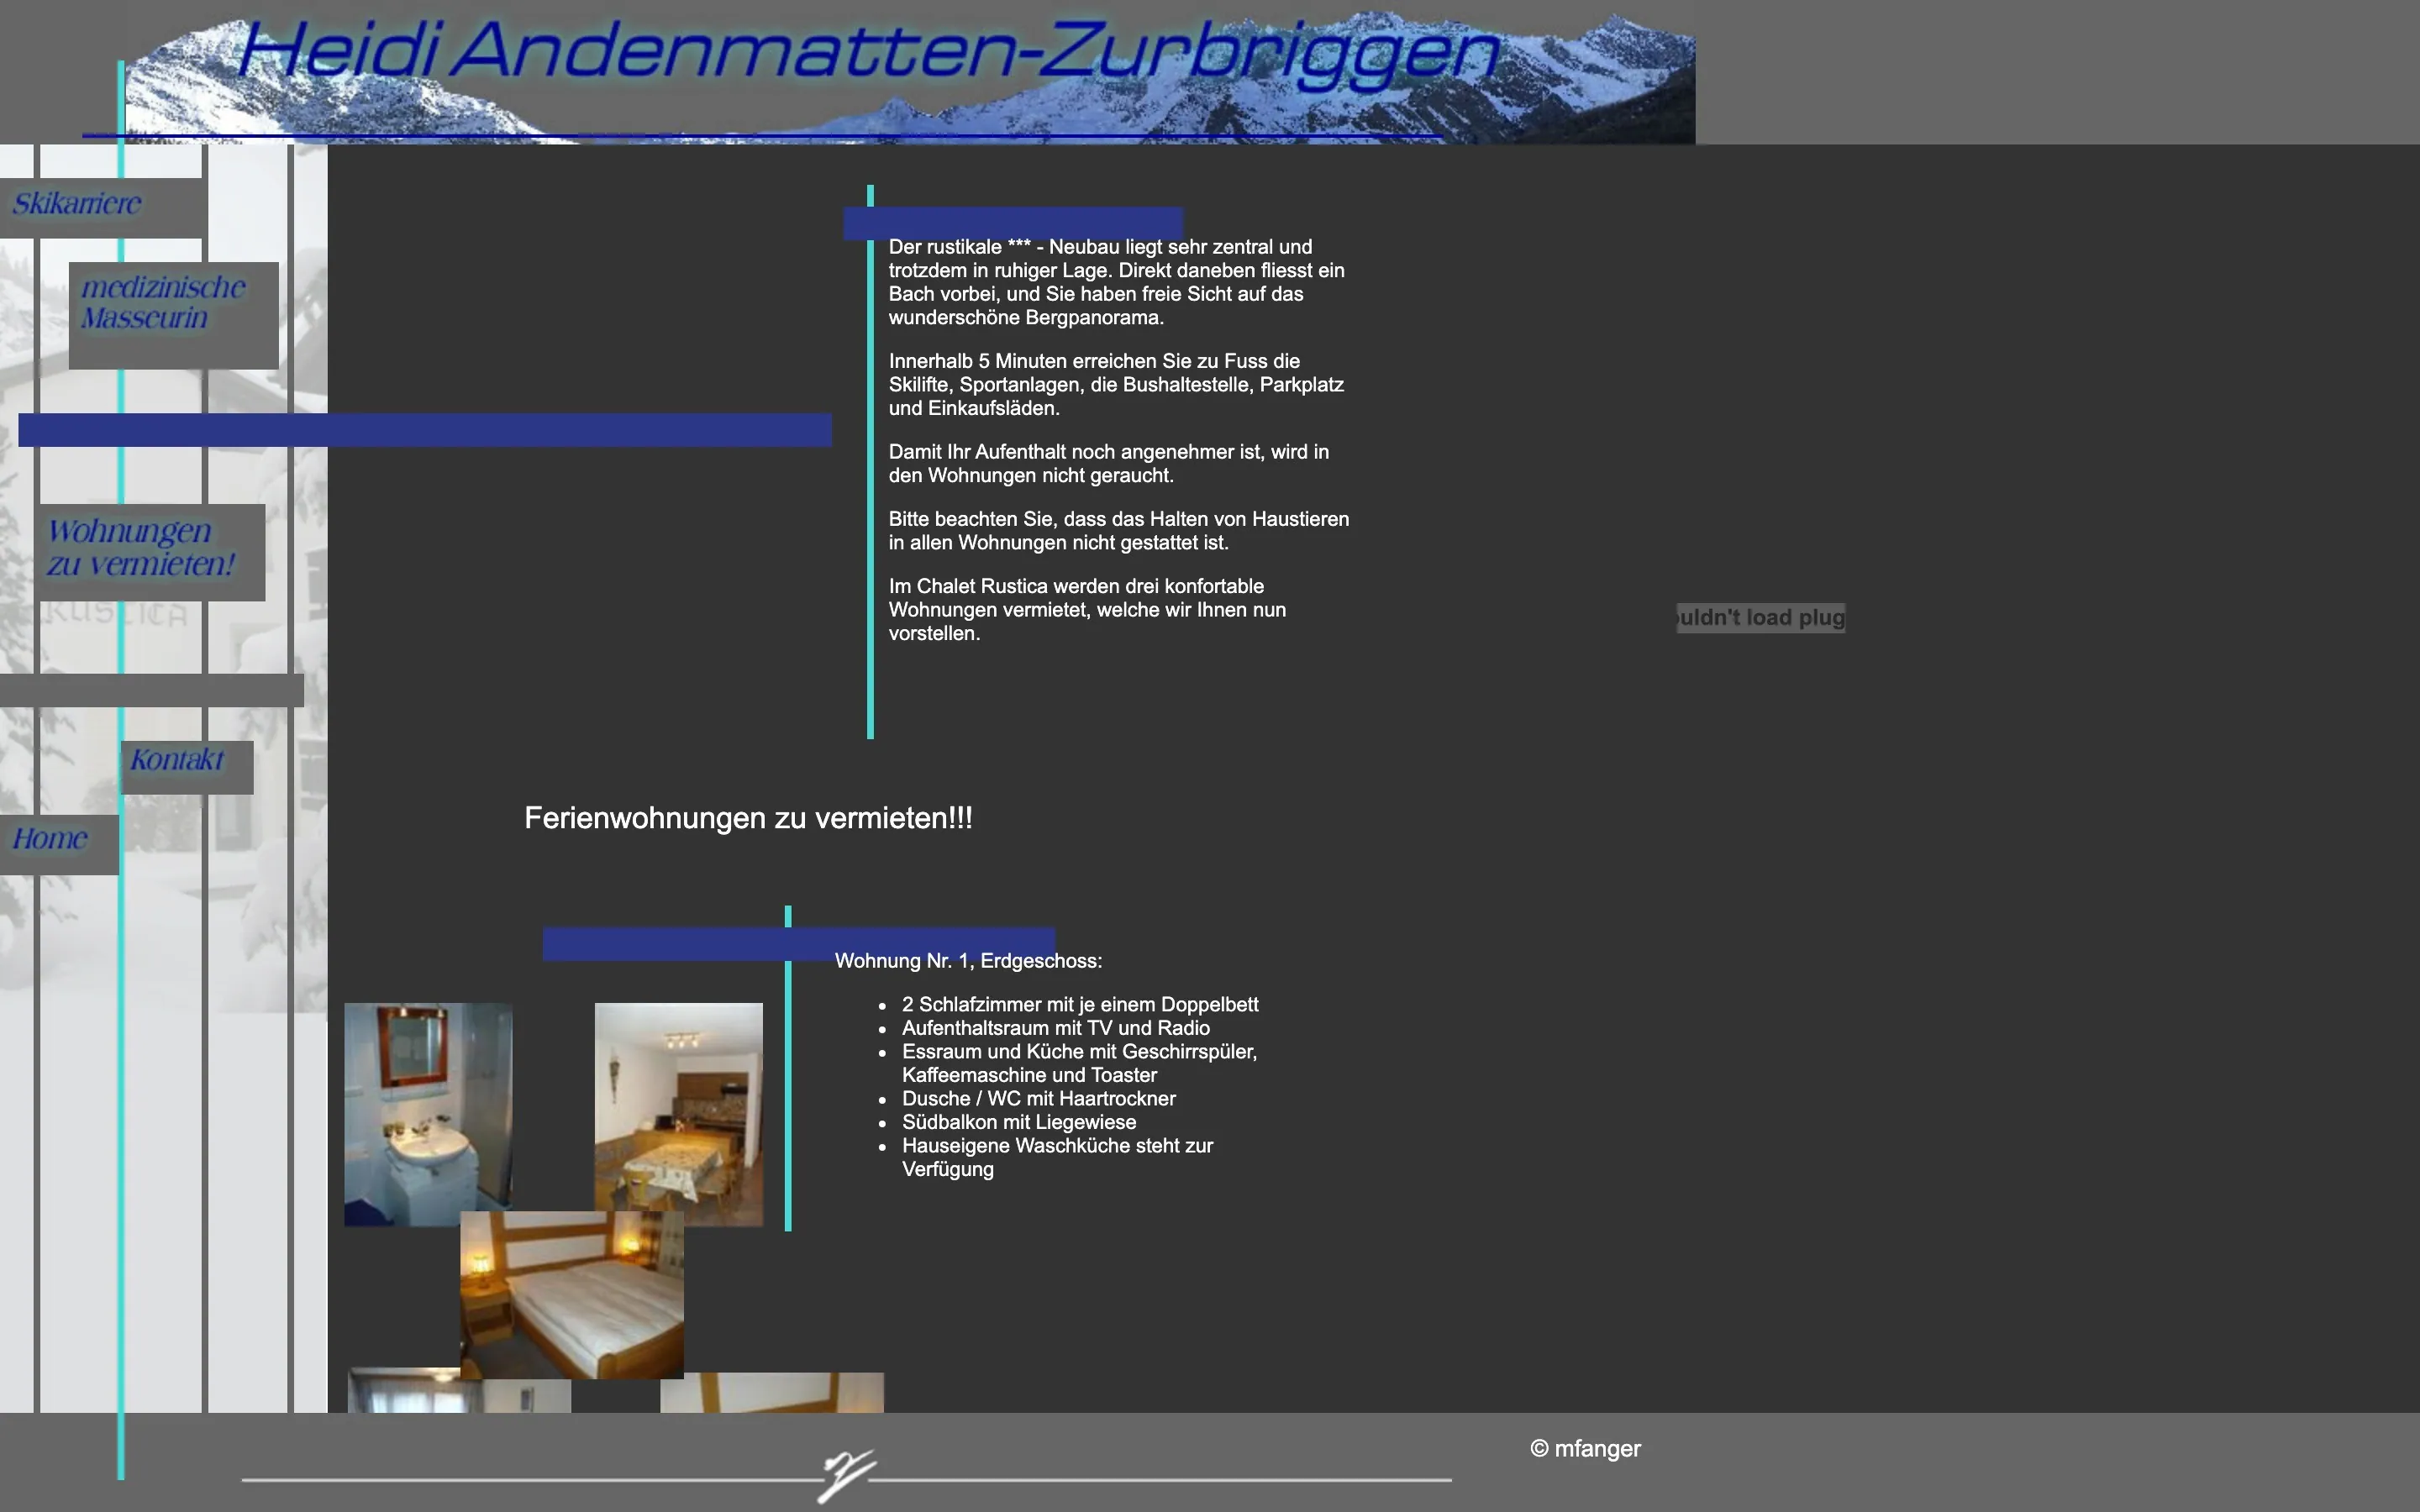 Heidi Andenmatten-Zurbriggen
Skikarriere
medizinische
Masseurin
Wohnungen
zu vermieten!
RUSTICA
Kontakt
Home
Der rustikale *** - Neubau liegt sehr zentral und
trotzdem in ruhiger Lage. Direkt daneben fliesst ein
Bach vorbei, und Sie haben freie Sicht auf das
wunderschöne Bergpanorama.
Innerhalb 5 Minuten erreichen Sie zu Fuss die
Skilifte, Sportanlagen, die Bushaltestelle, Parkplatz
und Einkaufsläden.
Damit Ihr Aufenthalt noch angenehmer ist, wird in
den Wohnungen nicht geraucht.
Bitte beachten Sie, dass das Halten von Haustieren
in allen Wohnungen nicht gestattet ist.
Im Chalet Rustica werden drei konfortable
Wohnungen vermietet, welche wir Ihnen nun
vorstellen.
ouldn't load plug
Ferienwohnungen zu vermieten!!!
Wohnung Nr. 1, Erdgeschoss:
2 Schlafzimmer mit je einem Doppelbett
Aufenthaltsraum mit TV und Radio
Essraum und Küche mit Geschirrspüler,
Kaffeemaschine und Toaster
Dusche / WC mit Haartrockner
Südbalkon mit Liegewiese
Hauseigene Waschküche steht zur
Verfügung
© mfanger